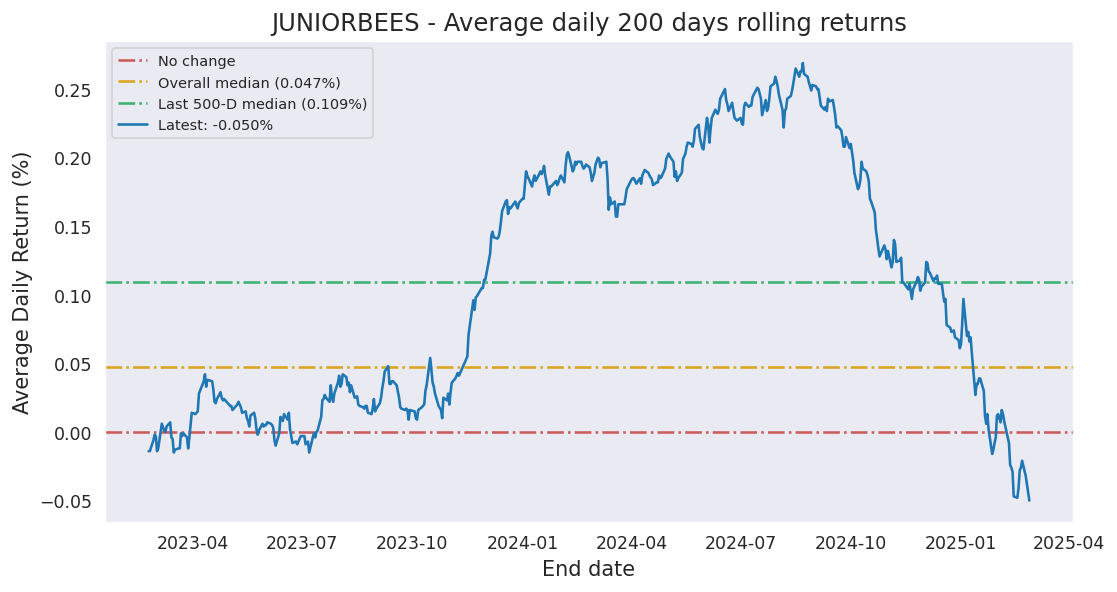 JUNIORBEES - Average daily 200 days rolling returns
No change
Overall median (0.047%)
Last 500-D median (0.109%)
Latest: -0.050%
Average Daily Return (%)
0.25
0.20
0.15
0.10
0.05
0.00
−0.05
2023-04 2023-07 2023-10 2024-01 2024-04 2024-07 2024-10 2025-01 2025-04
End date